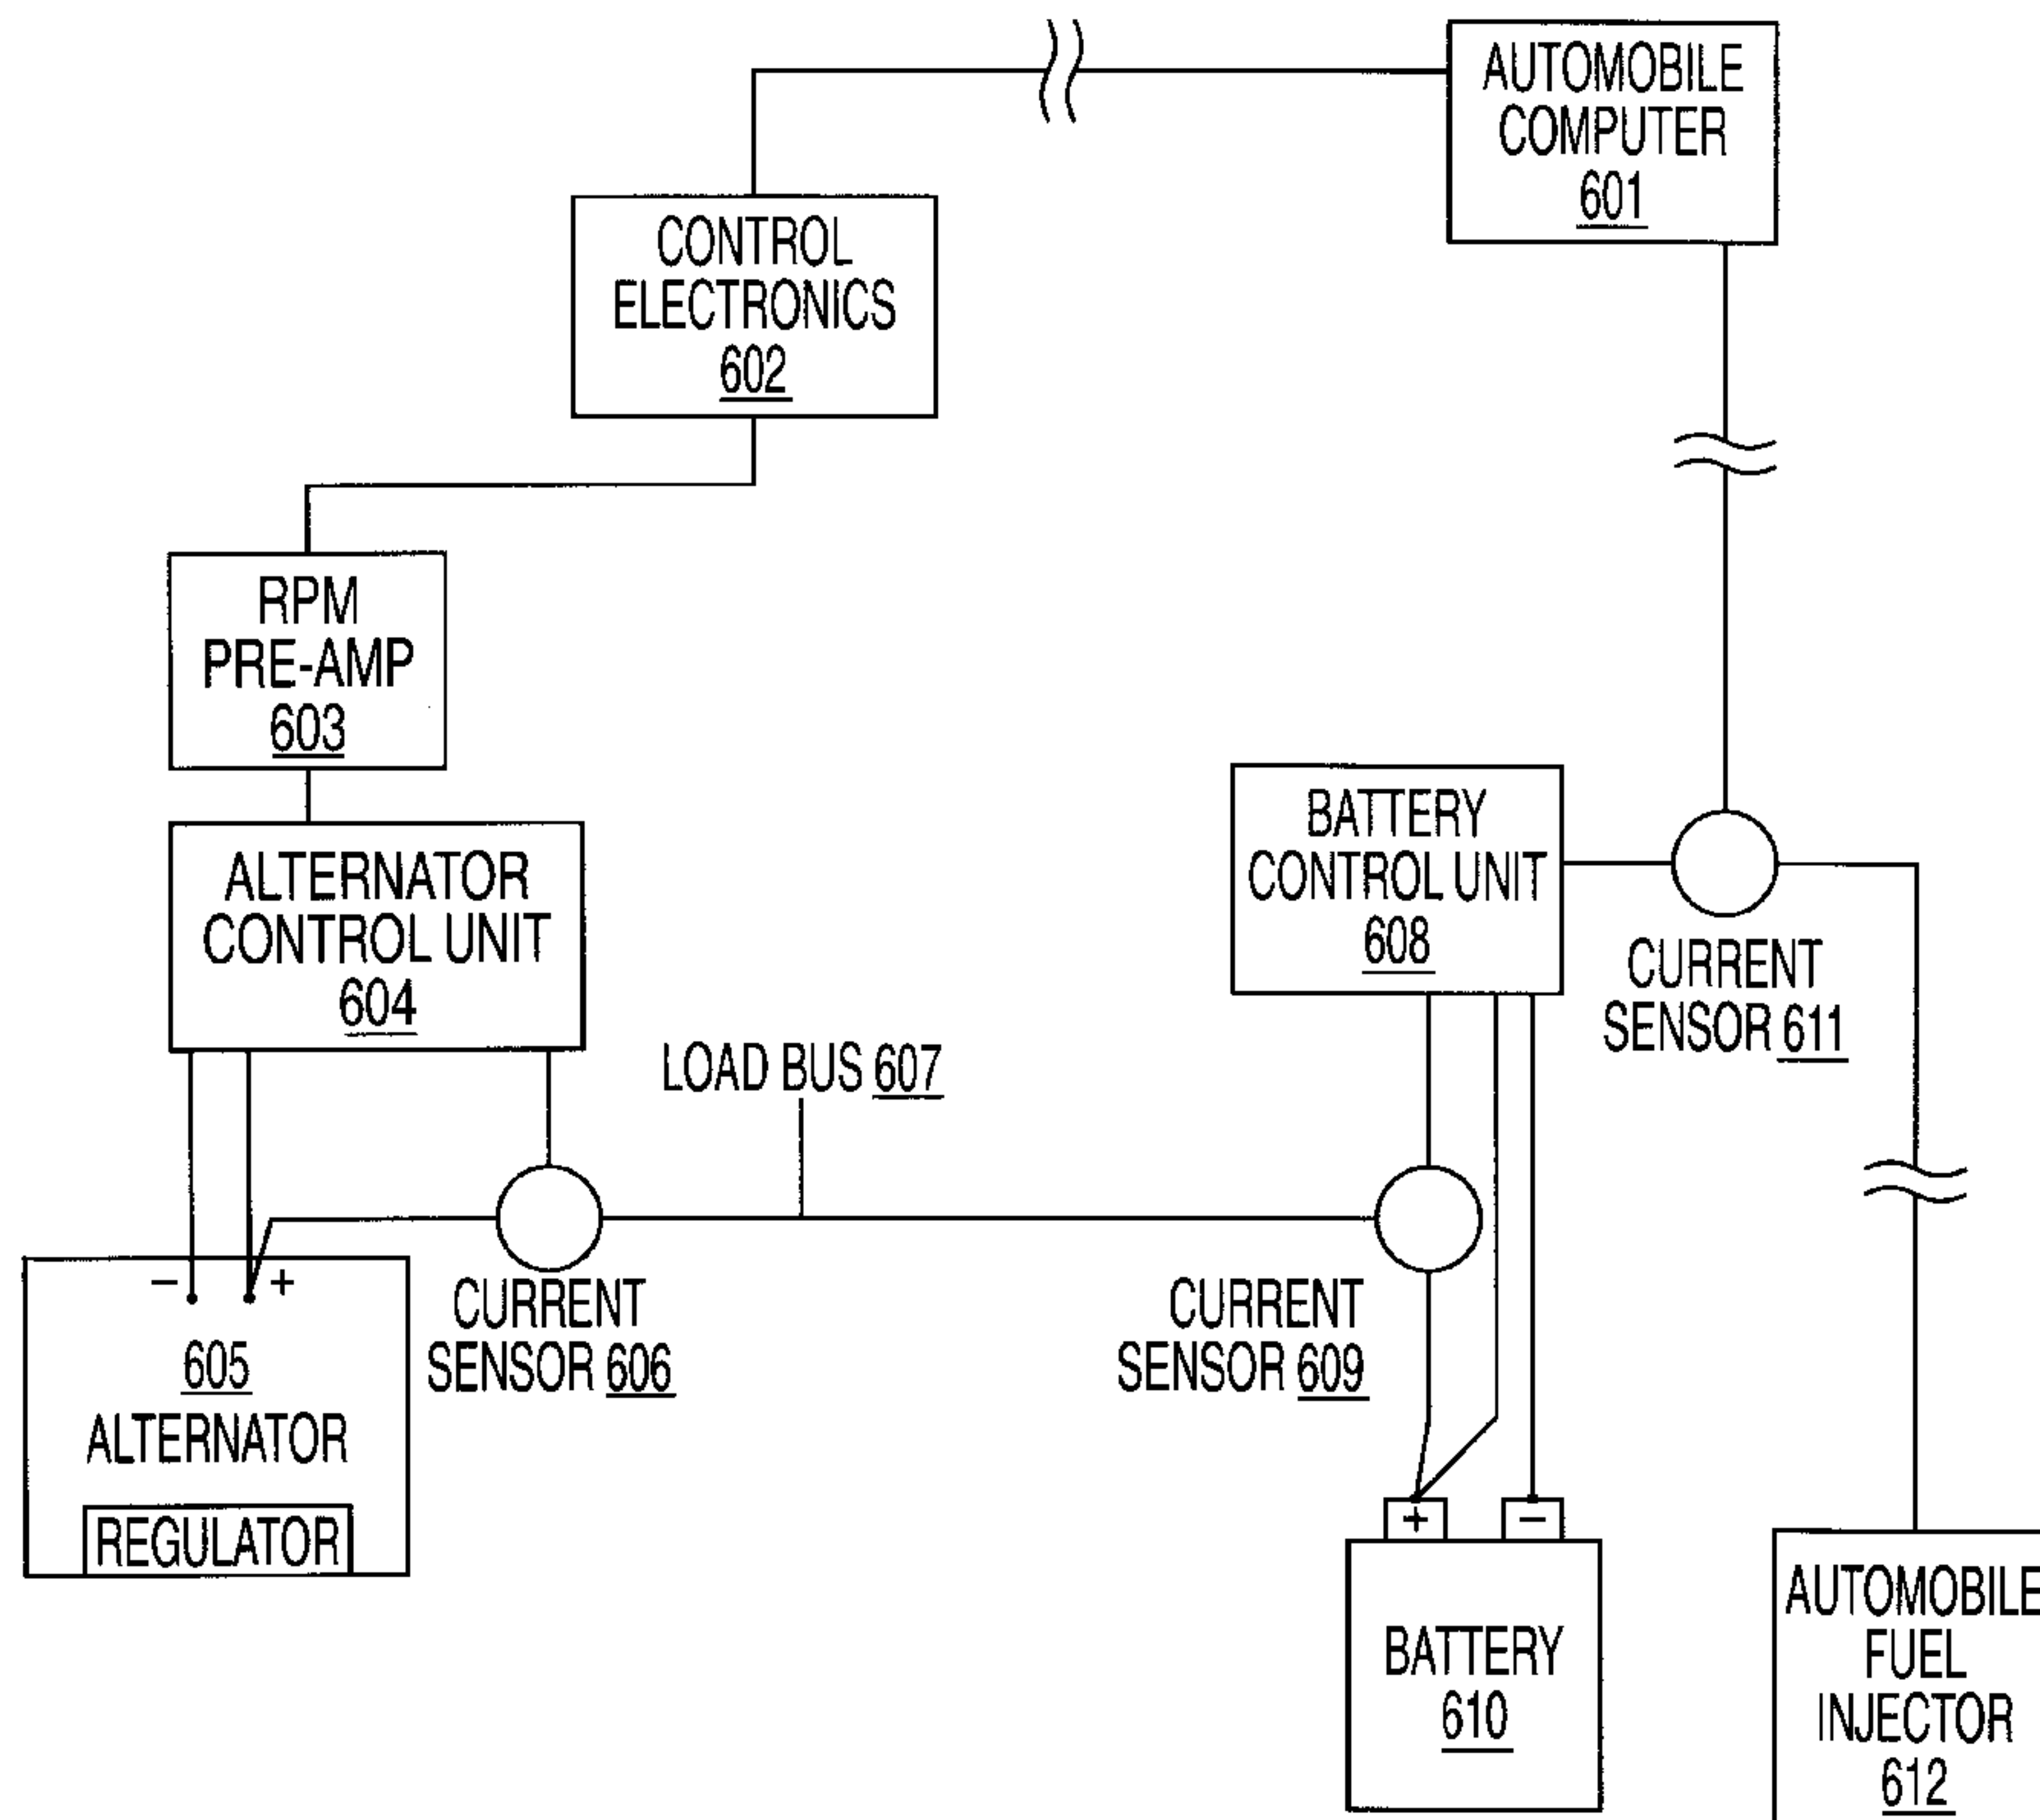 AUTOMOBILE
COMPUTER
601
CONTROL
ELECTRONICS
602
RPM
PRE-AMP
603
ALTERNATOR
CONTROL UNIT
604
BATTERY
CONTROL UNIT
608
CURRENT
SENSOR 611
LOAD BUS 607
- +
605
ALTERNATOR
REGULATOR
CURRENT
SENSOR 606
CURRENT
SENSOR 609
+ -
BATTERY
610
AUTOMOBILE
FUEL
INJECTOR
612